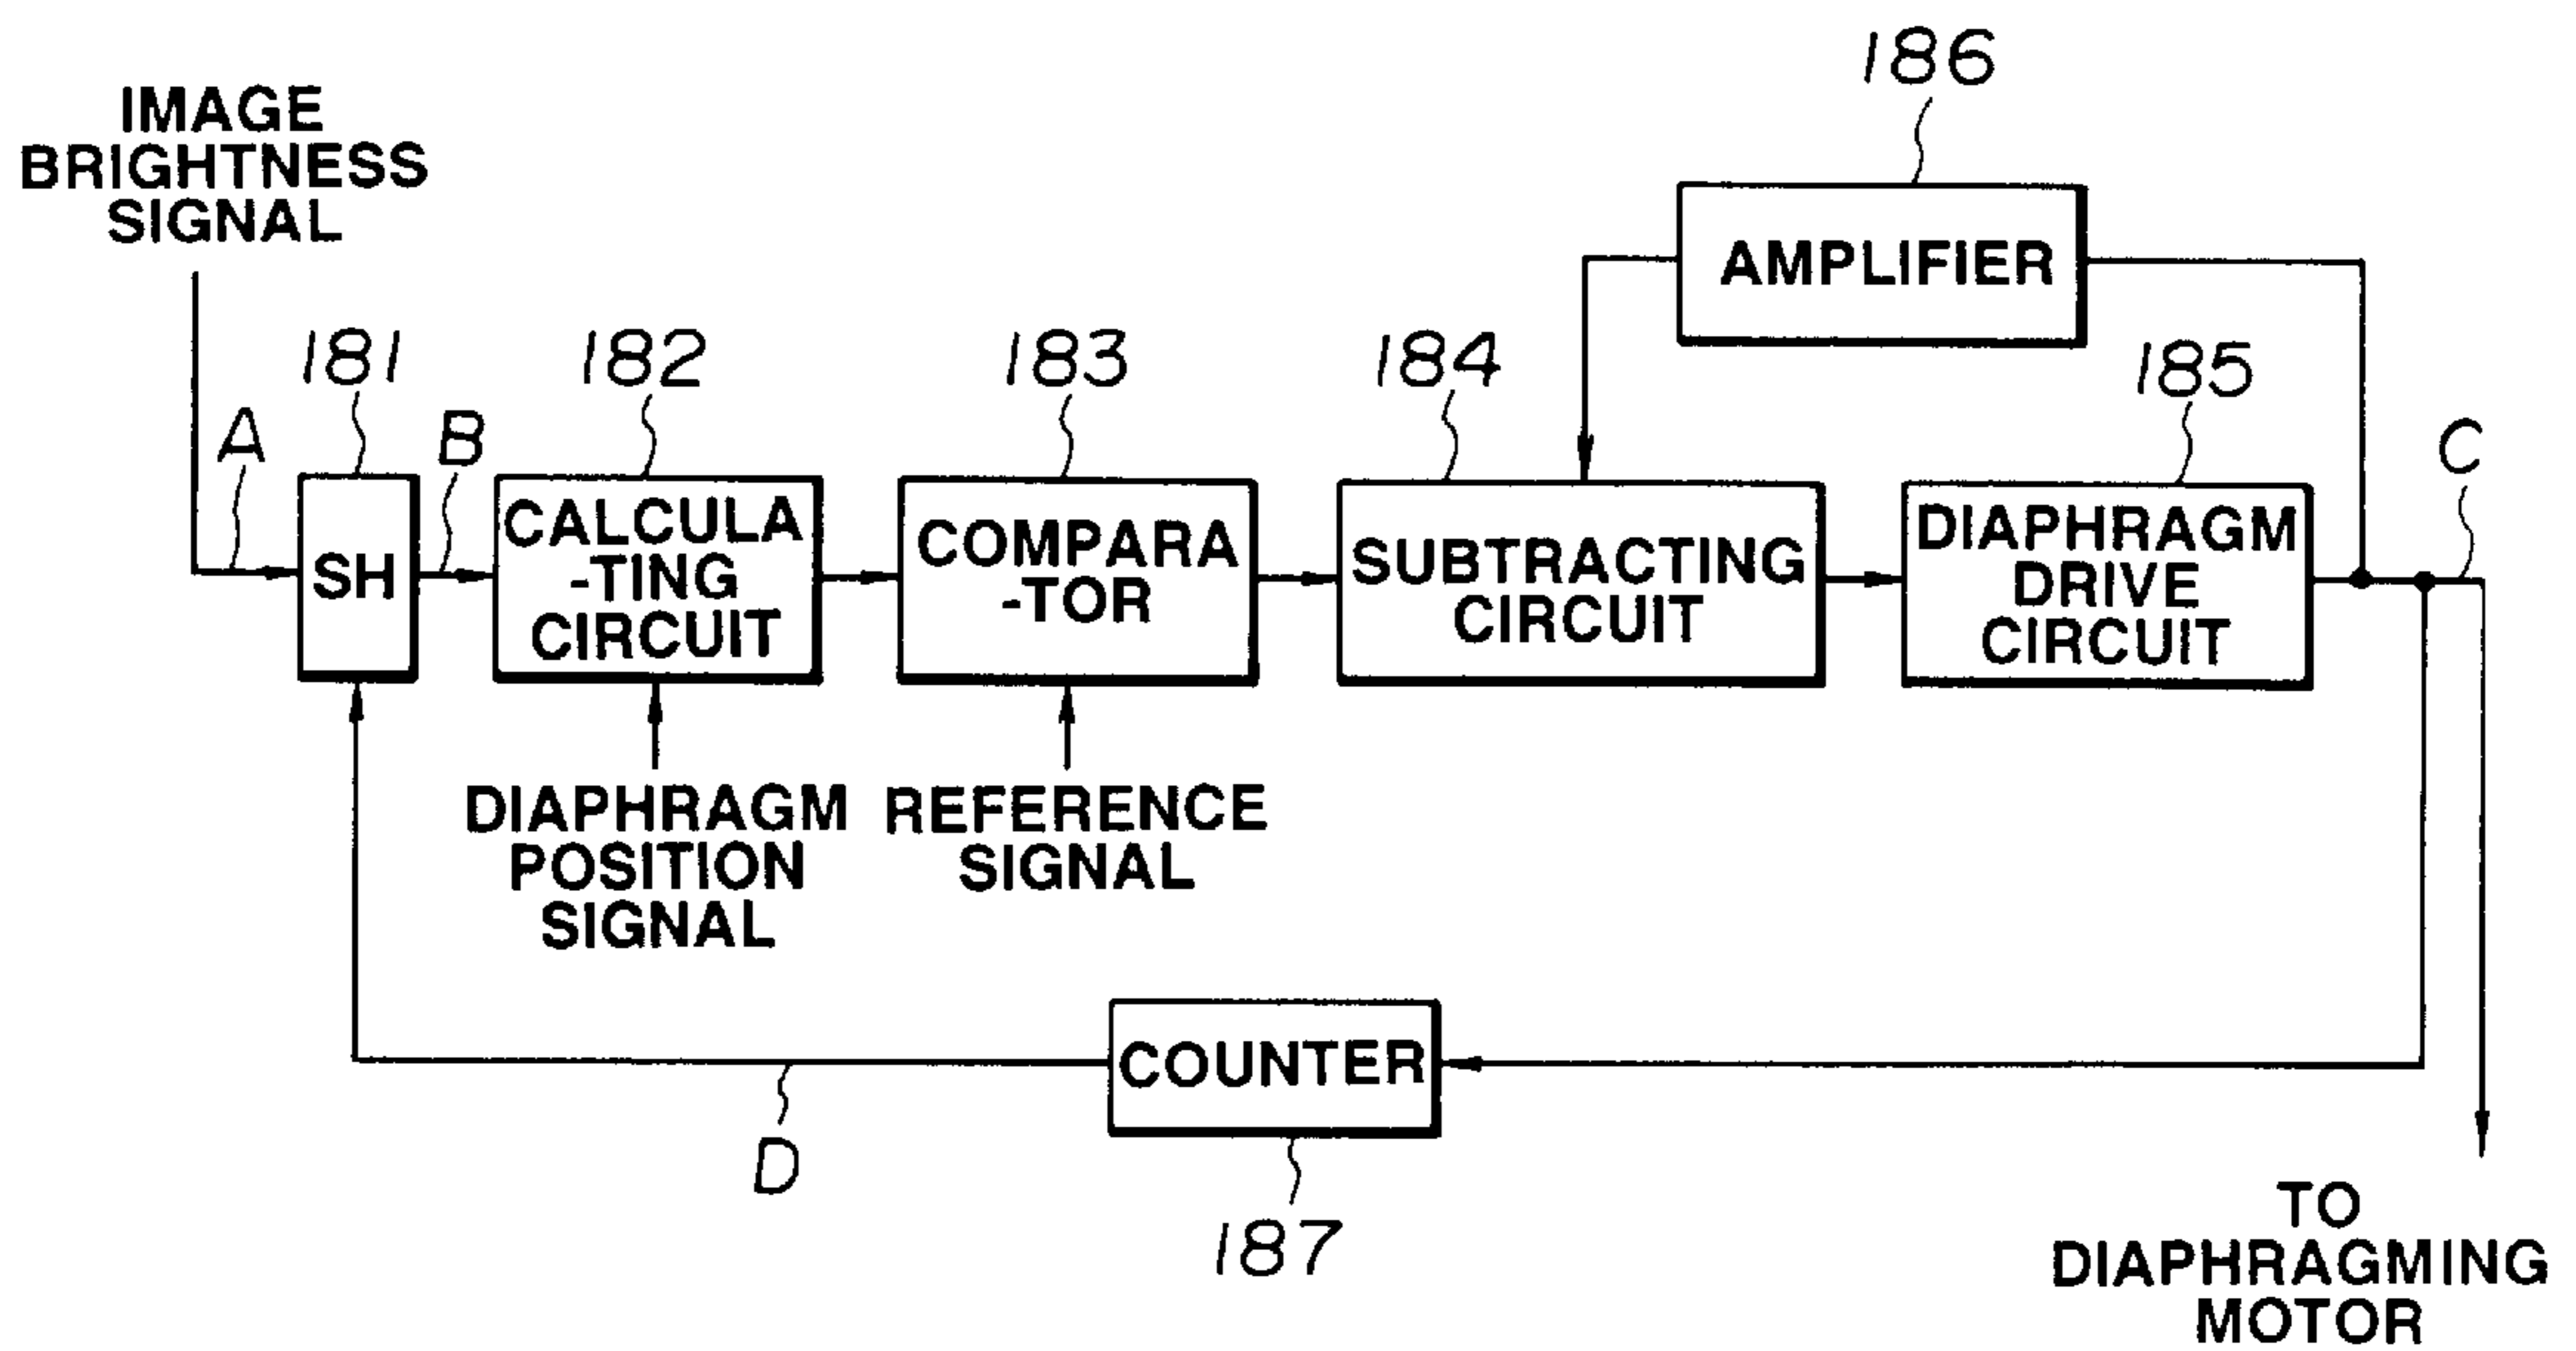 186
IMAGE
BRIGHTNESS
SIGNAL
AMPLIFIER
181
182
183
184
185
A
B
C
SH
CALCULA
-TING
CIRCUIT
COMPARA
-TOR
SUBTRACTING
CIRCUIT
DIAPHRAGM
DRIVE
CIRCUIT
DIAPHRAGM
POSITION
SIGNAL
REFERENCE
SIGNAL
COUNTER
D
187
TO
DIAPHRAGMING
MOTOR